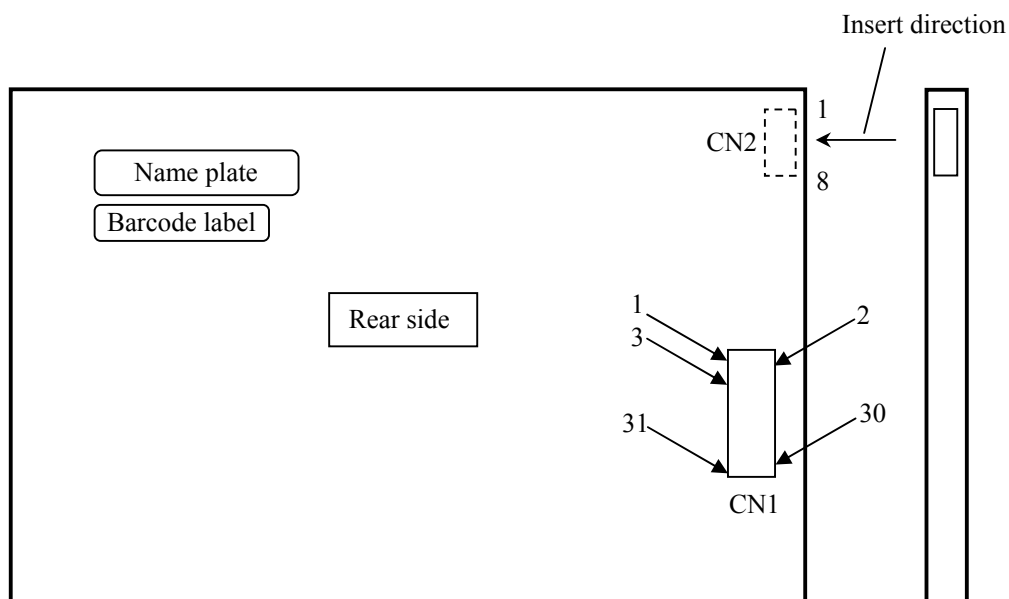 Insert direction
1
CN2
8
Name plate
Barcode label
Rear side
1
2
3
31
30
CN1